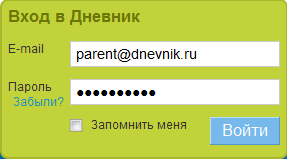 Вход в Дневник
E-mail
parent@dnevnik.ru
Пароль
••••••••••
Забыли?
Запомнить меня
Войти